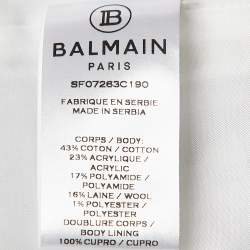 B
BALMAIN
PARIS
SF07263C190
FABRIQUE EN SERBIE
MADE IN SERBIA
CORPS / BODY:
43% COTON / COTTON
23% ACRYLIQUE /
ACRYLIC
17% POLYAMIDE /
POLYAMIDE
16% LAINE / WOOL
1% POLYESTER /
POLYESTER
DOUBLURE CORPS /
BODY LINING
100% CUPRO / CUPRO